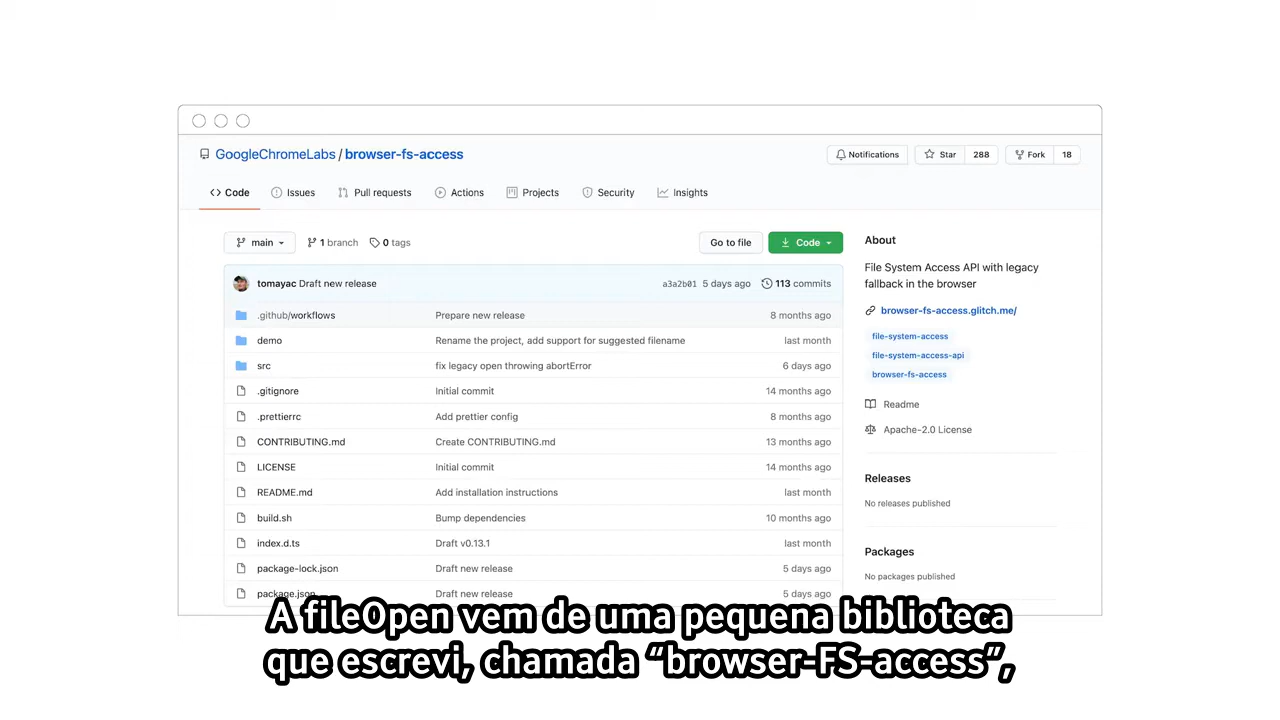 GoogleChromeLabs / browser-fs-access
Notifications Star 288 Fork 18
Code Issues Pull requests Actions Projects Security Insights
main 1 branch 0 tags Go to file Code
tomayac Draft new release a3a2b01 5 days ago 113 commits
.github/workflows Prepare new release 8 months ago
demo Rename the project, add support for suggested filename last month
src fix legacy open throwing abortError 6 days ago
.gitignore Initial commit 14 months ago
.prettierrc Add prettier config 8 months ago
CONTRIBUTING.md Create CONTRIBUTING.md 13 months ago
LICENSE Initial commit 14 months ago
README.md Add installation instructions last month
build.sh Bump dependencies 10 months ago
index.d.ts Draft v0.13.1 last month
package-lock.json Draft new release 5 days ago
package.json Draft new release 5 days ago
About
File System Access API with legacy
fallback in the browser
browser-fs-access.glitch.me/
file-system-access
file-system-access-api
browser-fs-access
Readme
Apache-2.0 License
Releases
No releases published
Packages
No packages published
A fileOpen vem de uma pequena biblioteca
que escrevi, chamada “browser-FS-access”,